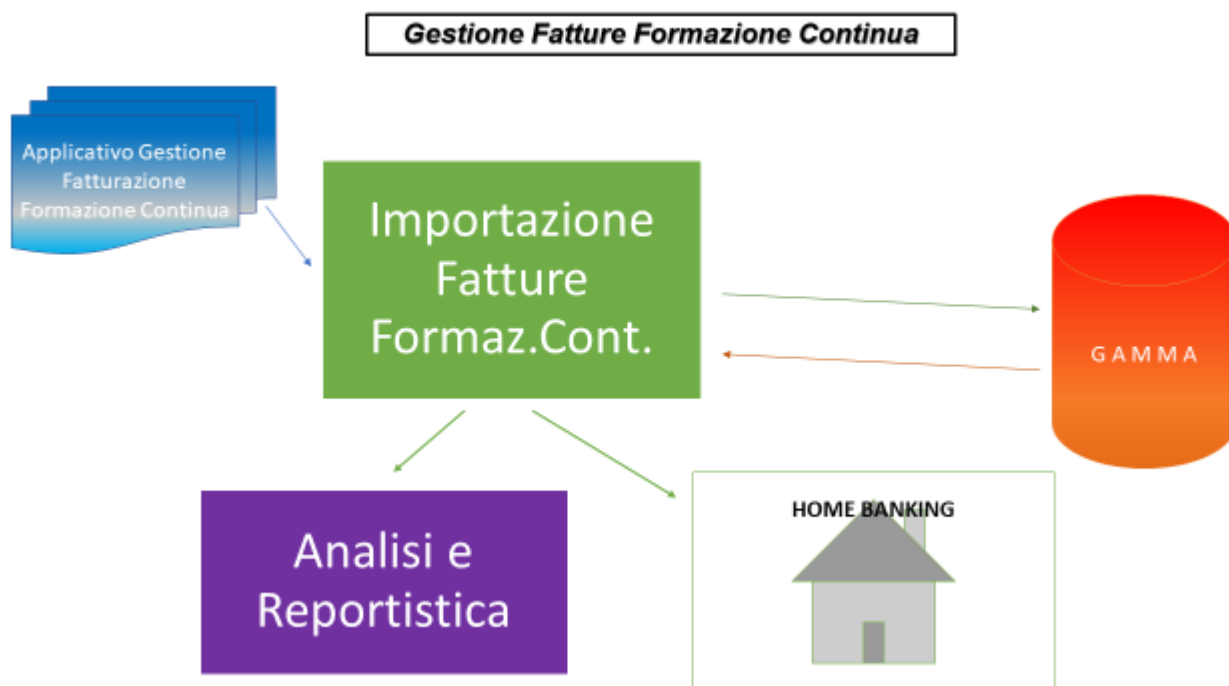 Gestione Fatture Formazione Continua
Applicativo Gestione
Fatturazione
Formazione Continua
Importazione
Fatture
Formaz.Cont.
G A M M A
HOME BANKING
Analisi e
Reportistica